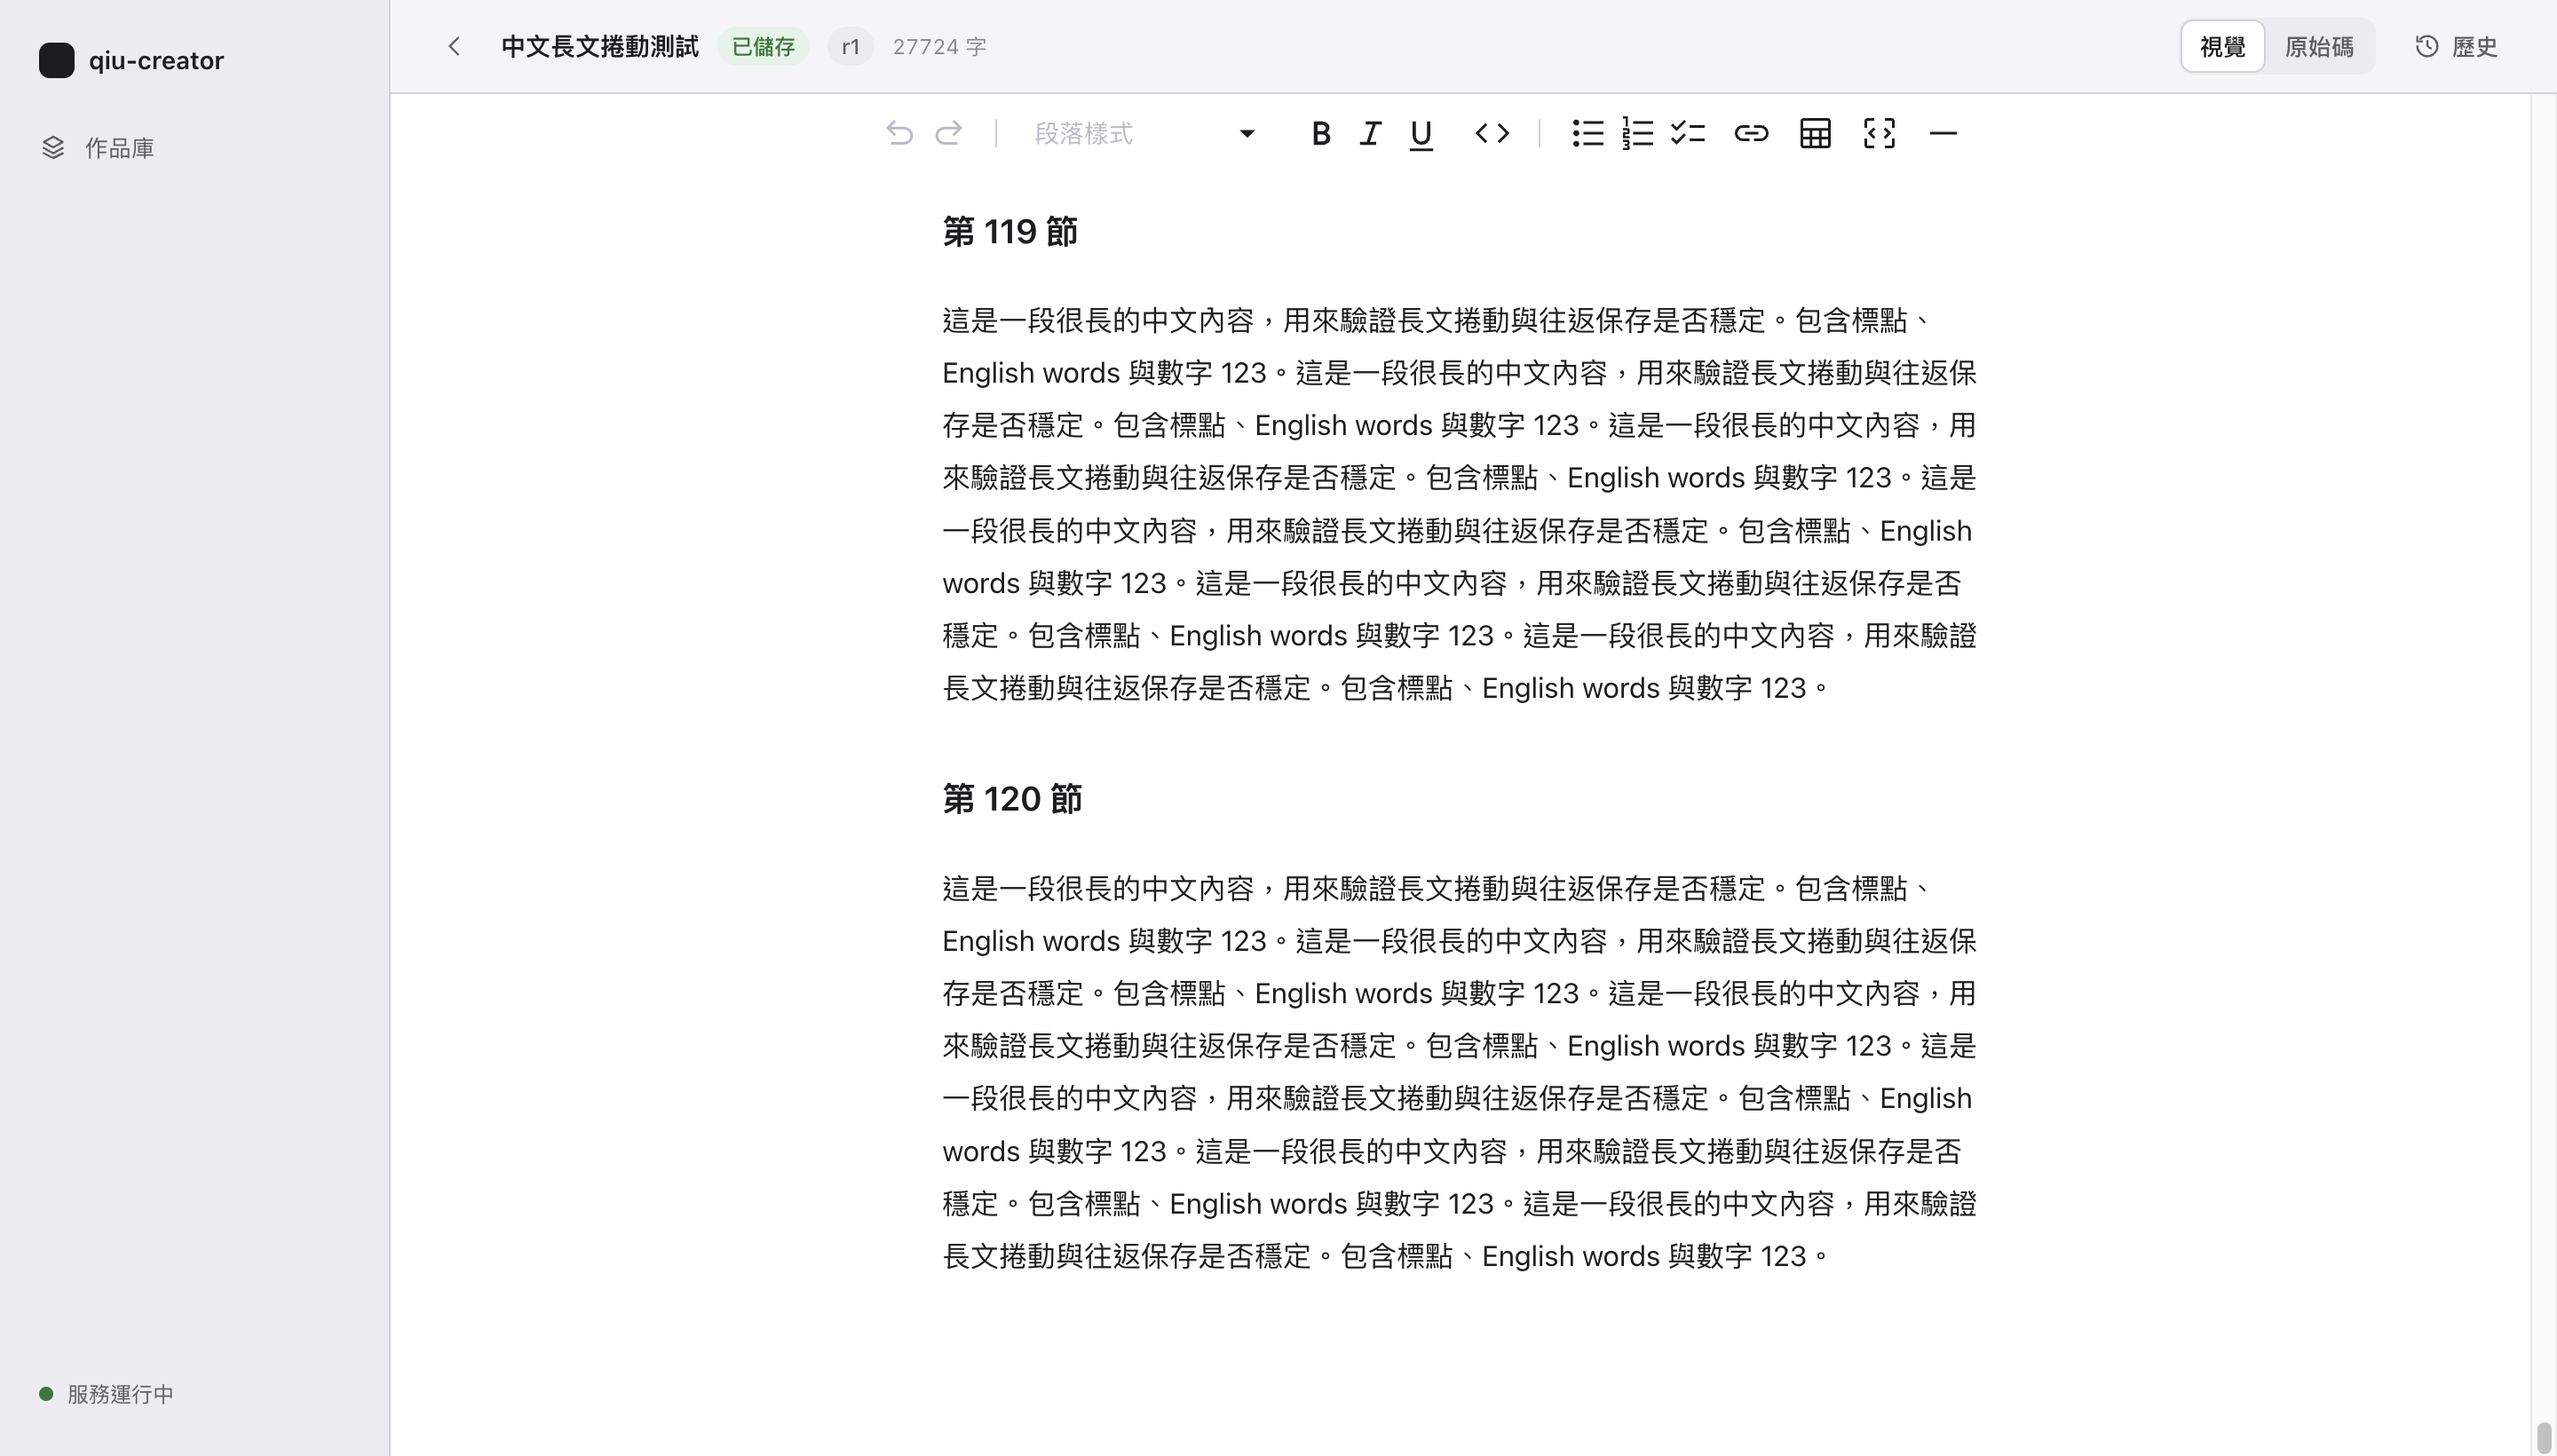 qiu-creator
作品庫
服務運行中
中文長文捲動測試 已儲存 r1 27724 字
視覺 原始碼 歷史
段落樣式
第 119 節
這是一段很長的中文內容，用來驗證長文捲動與往返保存是否穩定。包含標點、
English words 與數字 123。這是一段很長的中文內容，用來驗證長文捲動與往返保
存是否穩定。包含標點、English words 與數字 123。這是一段很長的中文內容，用
來驗證長文捲動與往返保存是否穩定。包含標點、English words 與數字 123。這是
一段很長的中文內容，用來驗證長文捲動與往返保存是否穩定。包含標點、English
words 與數字 123。這是一段很長的中文內容，用來驗證長文捲動與往返保存是否
穩定。包含標點、English words 與數字 123。這是一段很長的中文內容，用來驗證
長文捲動與往返保存是否穩定。包含標點、English words 與數字 123。
第 120 節
這是一段很長的中文內容，用來驗證長文捲動與往返保存是否穩定。包含標點、
English words 與數字 123。這是一段很長的中文內容，用來驗證長文捲動與往返保
存是否穩定。包含標點、English words 與數字 123。這是一段很長的中文內容，用
來驗證長文捲動與往返保存是否穩定。包含標點、English words 與數字 123。這是
一段很長的中文內容，用來驗證長文捲動與往返保存是否穩定。包含標點、English
words 與數字 123。這是一段很長的中文內容，用來驗證長文捲動與往返保存是否
穩定。包含標點、English words 與數字 123。這是一段很長的中文內容，用來驗證
長文捲動與往返保存是否穩定。包含標點、English words 與數字 123。